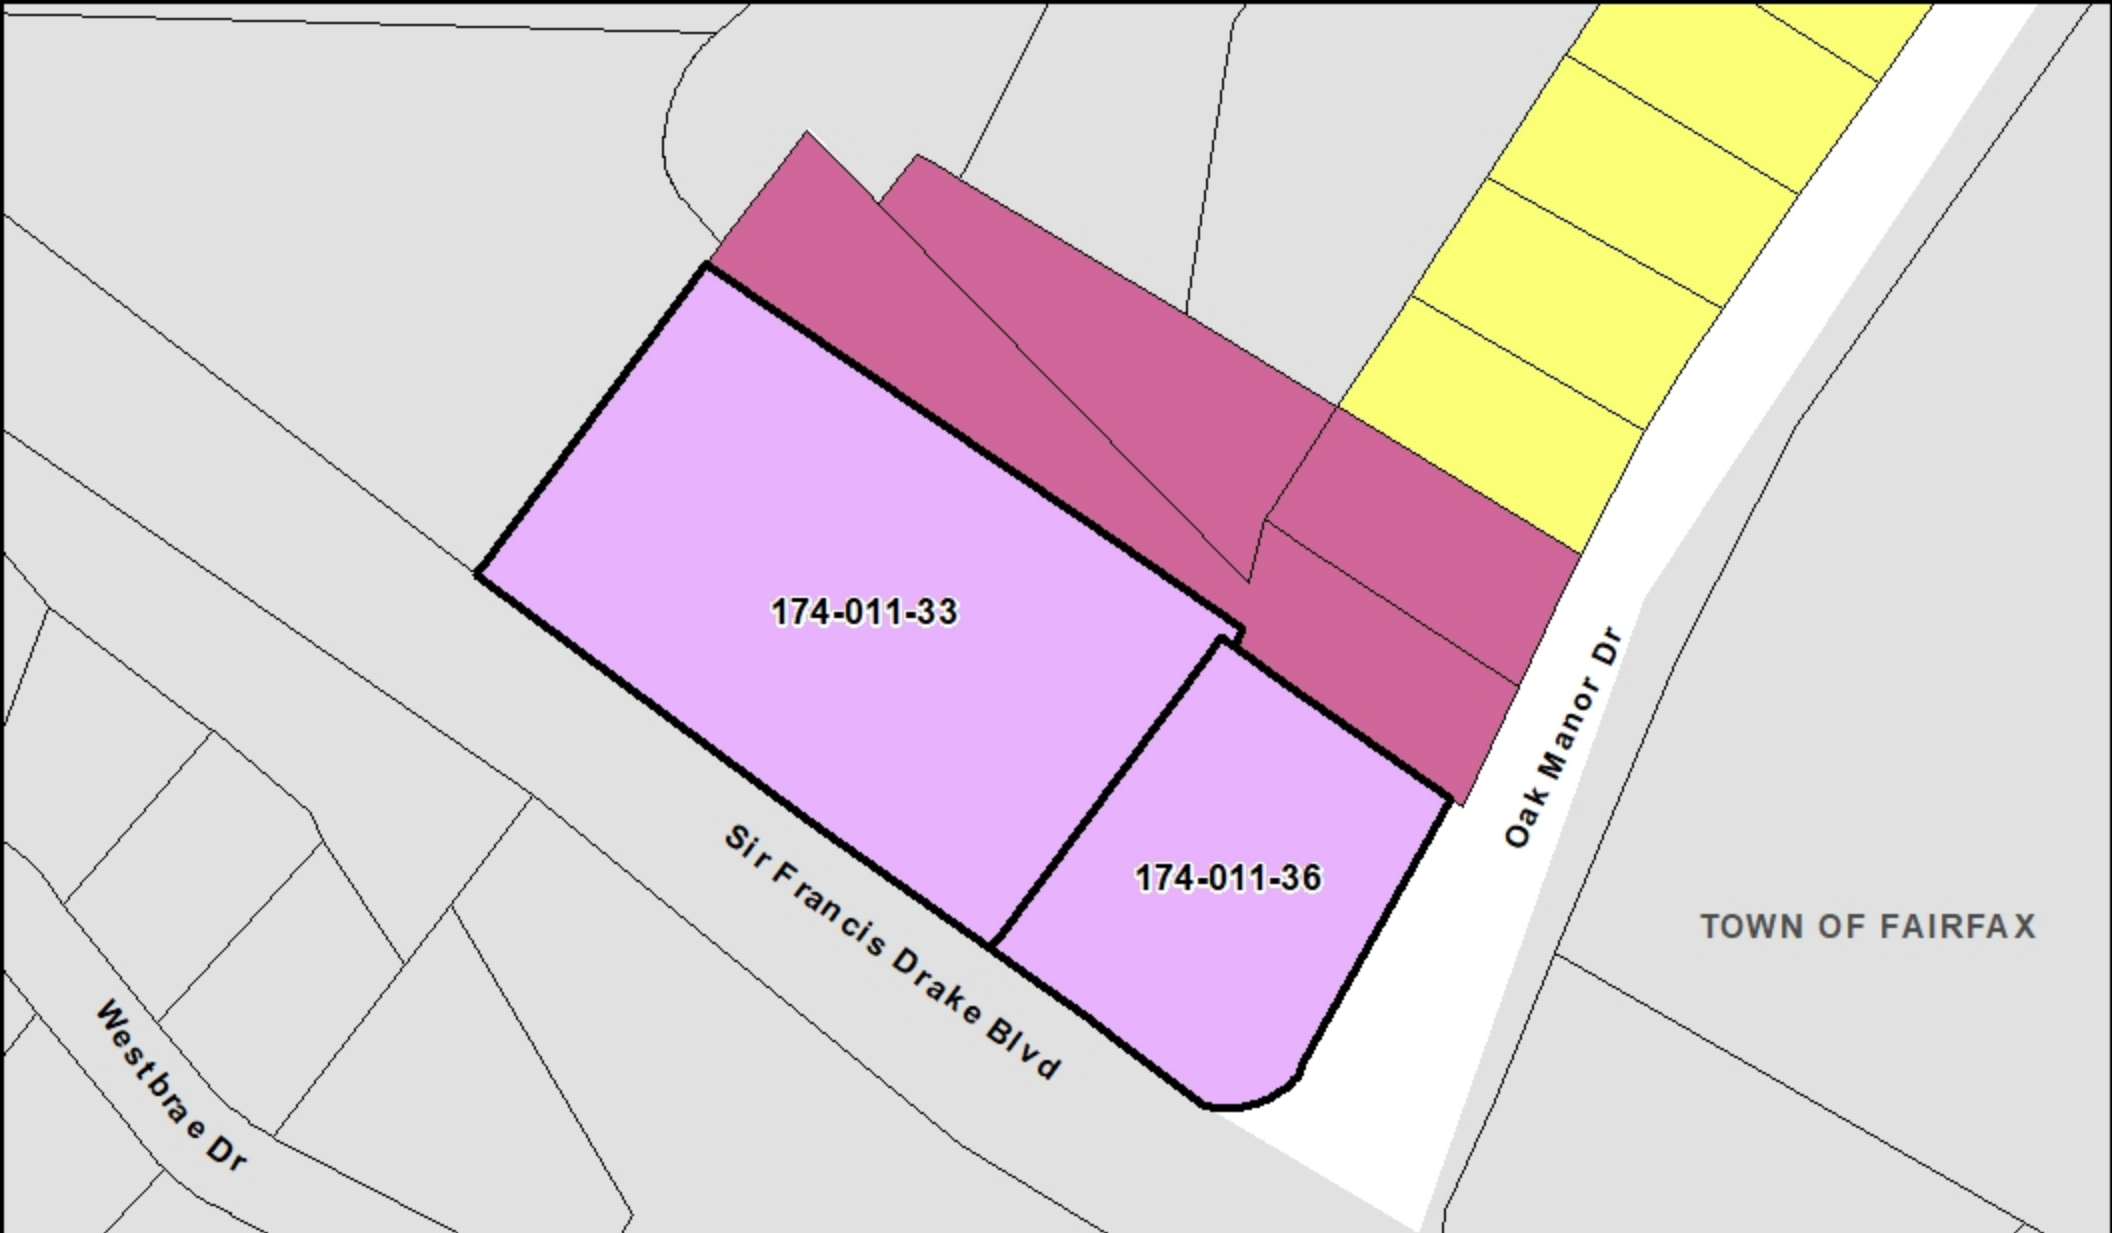 174-011-33
Oak Manor Dr
174-011-36
Sir Francis Drake Blvd
TOWN OF FAIRFAX
Westbrae Dr